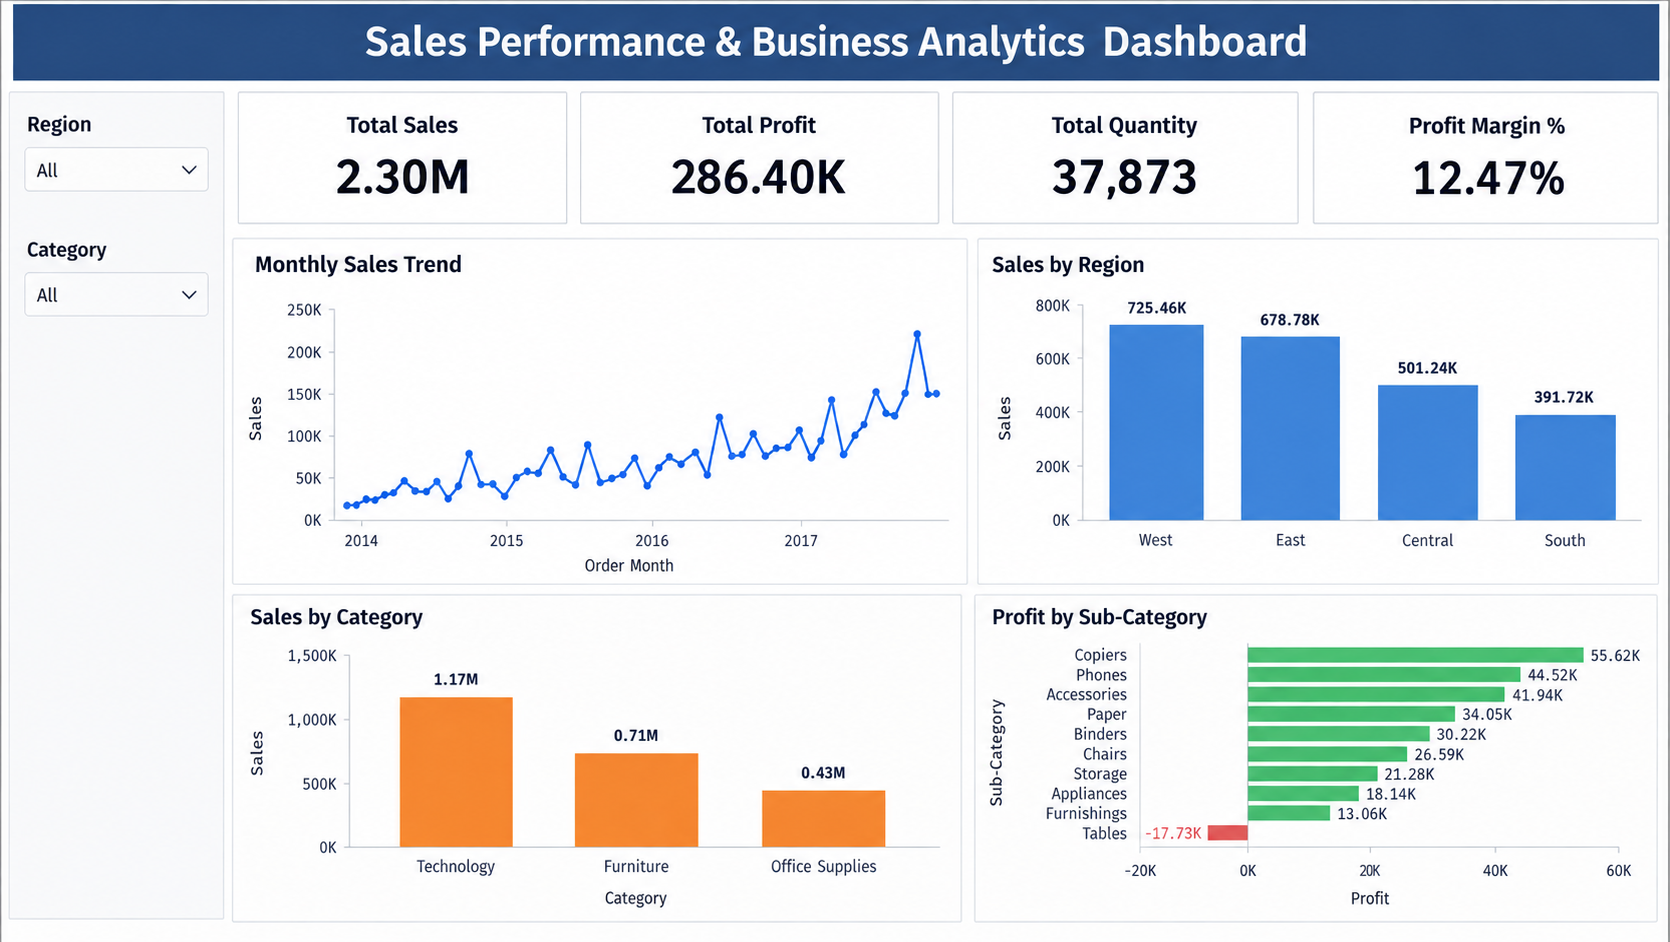 Sales Performance & Business Analytics Dashboard
Region
All
Category
All
Total Sales
2.30M
Total Profit
286.40K
Total Quantity
37,873
Profit Margin %
12.47%
Monthly Sales Trend
250K
200K
150K
100K
50K
0K
Sales
2014 2015 2016 2017
Order Month
Sales by Region
800K
600K
400K
200K
0K
Sales
725.46K
678.78K
501.24K
391.72K
West East Central South
Sales by Category
1,500K
1,000K
500K
0K
Sales
1.17M
0.71M
0.43M
Technology Furniture Office Supplies
Category
Profit by Sub-Category
Sub-Category
Copiers 55.62K
Phones 44.52K
Accessories 41.94K
Paper 34.05K
Binders 30.22K
Chairs 26.59K
Storage 21.28K
Appliances 18.14K
Furnishings 13.06K
Tables -17.73K
-20K 0K 20K 40K 60K
Profit